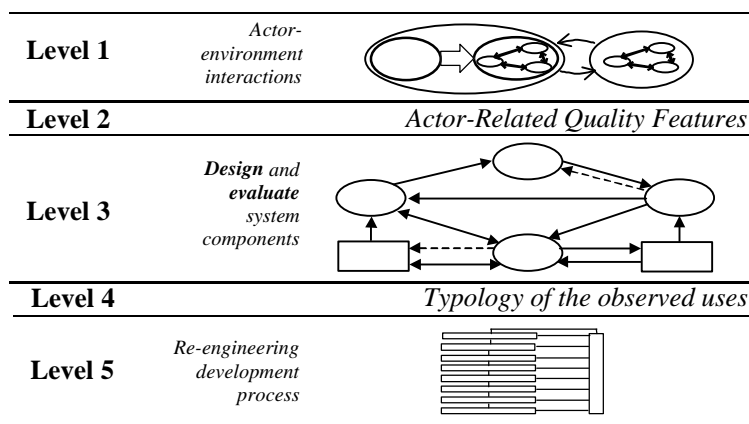 Level 1
Actor-
environment
interactions
Level 2
Actor-Related Quality Features
Level 3
Design and
evaluate
system
components
Level 4
Typology of the observed uses
Level 5
Re-engineering
development
process